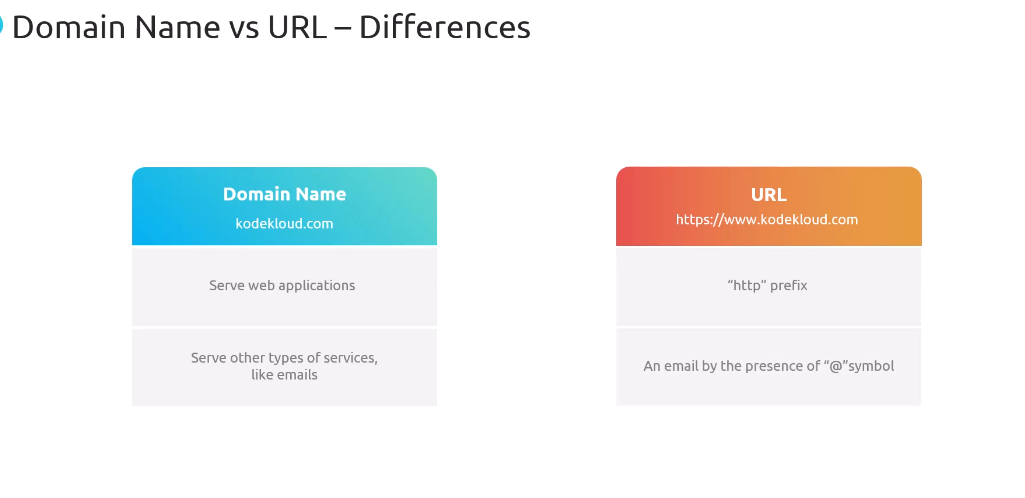 Domain Name vs URL – Differences
Domain Name
kodekloud.com
Serve web applications
Serve other types of services,
like emails
URL
https://www.kodekloud.com
“http” prefix
An email by the presence of “@”symbol